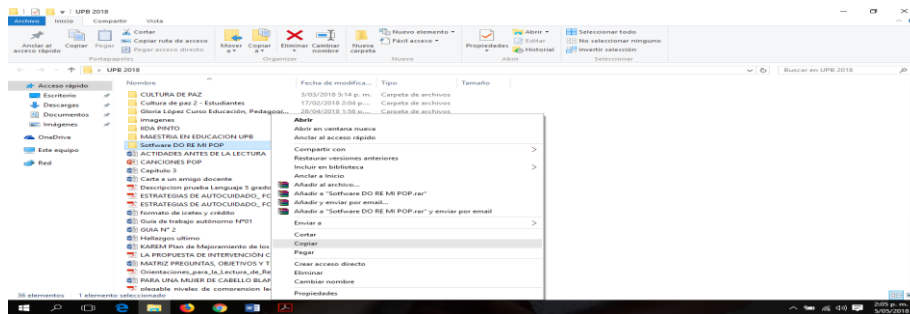 UPB 2018
Archivo Inicio Compartir Vista
Anclar al acceso rápido
Copiar
Pegar
Cortar
Copiar ruta de acceso
Pegar acceso directo
Mover a
Copiar a
Eliminar
Cambiar nombre
Nueva carpeta
Nuevo elemento
Fácil acceso
Propiedades
Abrir
Editar
Historial
Seleccionar todo
No seleccionar ninguno
Invertir selección
Portapapeles Organizar Nuevo Abrir Seleccionar
UPB 2018
Buscar en UPB 2018
Acceso rápido
Escritorio
Descargas
Documentos
Imágenes
OneDrive
Este equipo
Red
Nombre Fecha de modifica... Tipo Tamaño
CULTURA DE PAZ 3/03/2018 5:14 p. m. Carpeta de archivos
Cultura de paz 2 - Estudiantes 17/02/2018 2:04 p.... Carpeta de archivos
Gloria López Curso Educación, Pedagogí... 28/04/2018 1:56 p.... Carpeta de archivos
imagenes
IIDA PINTO
MAESTRIA EN EDUCACION UPB
Sotfware DO RE MI POP
ACTIDADES ANTES DE LA LECTURA
CANCIONES POP
Capitulo 3
Carta a un amigo docente
Descripcion prueba Lenguaje 5 grado
ESTRATEGIAS DE AUTOCUIDADO_ FC
ESTRATEGIAS DE AUTOCUIDADO_ FC
formato de icetex y crédito
Guia de trabajo autónomo Nº01
GUIA N° 2
Hallazgos ultimo
KAREM Plan de Mejoramiento de los
LA PROPUESTA DE INTERVENCIÓN C
MATRIZ PREGUNTAS, OBJETIVOS Y T
Orientaciones_para_la_Lectura_de_Re
PARA UNA MUJER DE CABELLO BLAN
plegable niveles de comprension le
Abrir
Abrir en ventana nueva
Anclar al acceso rápido
Compartir con
Restaurar versiones anteriores
Incluir en biblioteca
Anclar a Inicio
Añadir al archivo...
Añadir a "Sotfware DO RE MI POP.rar"
Añadir y enviar por email...
Añadir a "Sotfware DO RE MI POP.rar" y enviar por email
Enviar a
Cortar
Copiar
Pegar
Crear acceso directo
Eliminar
Cambiar nombre
Propiedades
36 elementos 1 elemento seleccionado
2:05 p. m.
5/05/2018